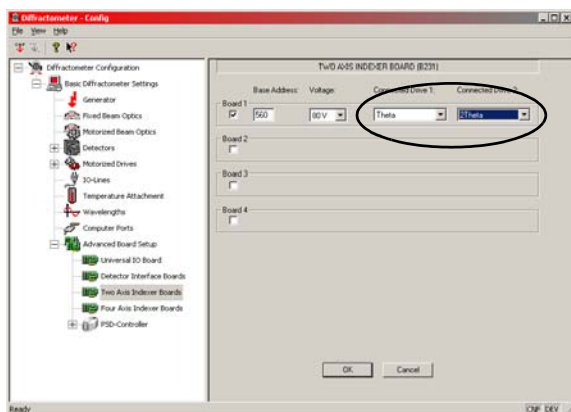 Diffractometer - Config
File View Help
Diffractometer Configuration
Basic Diffractometer Settings
Generator
Fixed Beam Optics
Motorized Beam Optics
Detectors
Motorized Drives
IO-Lines
Temperature Attachment
Wavelengths
Computer Ports
Advanced Board Setup
Universal IO Board
Detector Interface Boards
Two Axis Indexer Boards
Four Axis Indexer Boards
PSD-Controller
TWO AXIS INDEXER BOARD (B231)
Base Address: Voltage: Connected Drive 1: Connected Drive 2:
Board 1
560 80 V Theta 2Theta
Board 2
Board 3
Board 4
OK Cancel
Ready CNF DEV